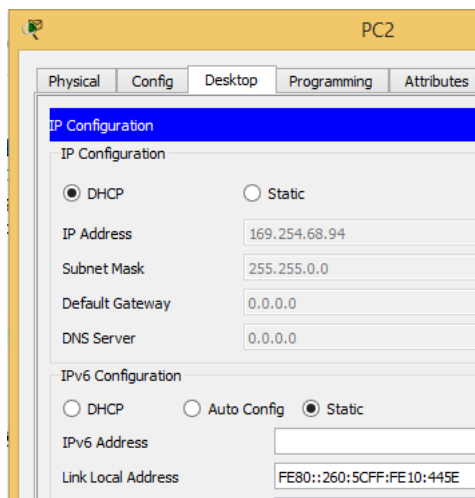 PC2
Physical Config Desktop Programming Attributes
IP Configuration
IP Configuration
DHCP Static
IP Address 169.254.68.94
Subnet Mask 255.255.0.0
Default Gateway 0.0.0.0
DNS Server 0.0.0.0
IPv6 Configuration
DHCP Auto Config Static
IPv6 Address
Link Local Address FE80::260:5CFF:FE10:445E